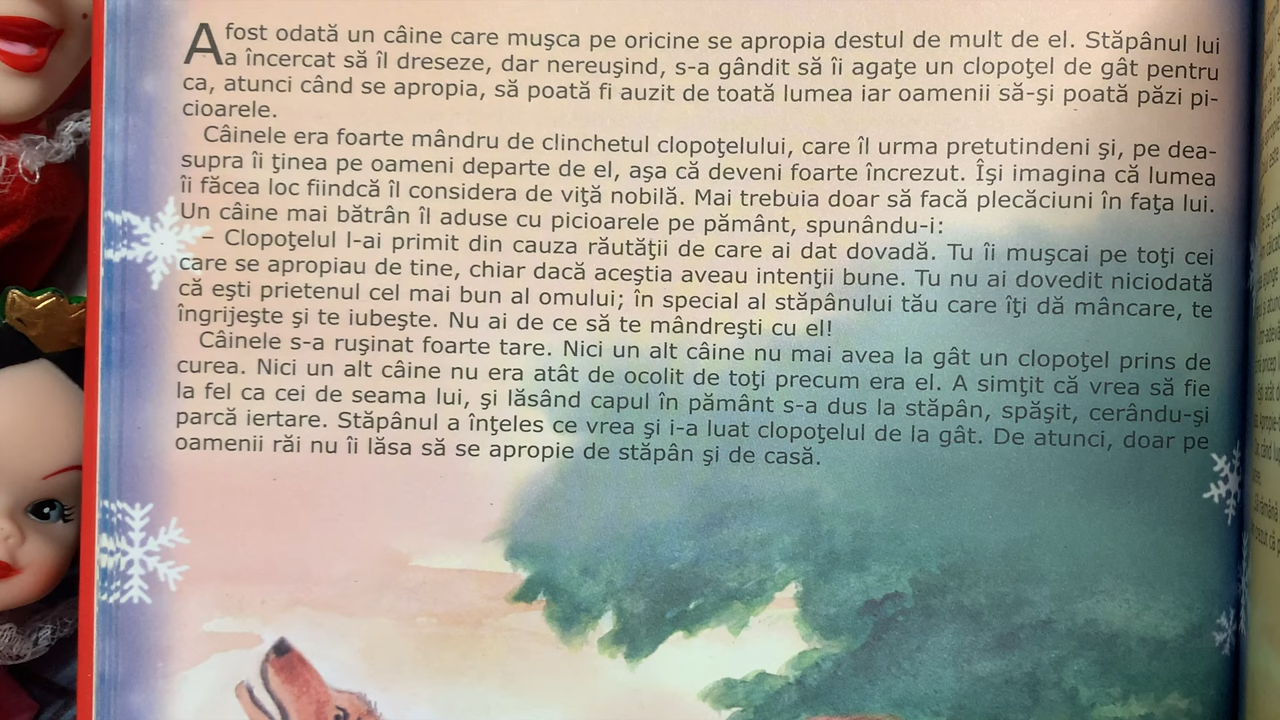 A fost odată un câine care muşca pe oricine se apropia destul de mult de el. Stăpânul lui
a încercat să îl dreseze, dar nereuşind, s-a gândit să îi agaţe un clopoţel de gât pentru
ca, atunci când se apropia, să poată fi auzit de toată lumea iar oamenii să-şi poată păzi pi-
cioarele.
Câinele era foarte mândru de clinchetul clopoţelului, care îl urma pretutindeni şi, pe dea-
supra îi ţinea pe oameni departe de el, aşa că deveni foarte încrezut. Îşi imagina că lumea
îi făcea loc fiindcă îl considera de viţă nobilă. Mai trebuia doar să facă plecăciuni în faţa lui.
Un câine mai bătrân îl aduse cu picioarele pe pământ, spunându-i:
– Clopoţelul l-ai primit din cauza răutăţii de care ai dat dovadă. Tu îi muşcai pe toţi cei
care se apropiau de tine, chiar dacă aceştia aveau intenţii bune. Tu nu ai dovedit niciodată
că eşti prietenul cel mai bun al omului; în special al stăpânului tău care îţi dă mâncare, te
îngrijeşte şi te iubeşte. Nu ai de ce să te mândreşti cu el!
Câinele s-a ruşinat foarte tare. Nici un alt câine nu mai avea la gât un clopoţel prins de
curea. Nici un alt câine nu era atât de ocolit de toţi precum era el. A simţit că vrea să fie
la fel ca cei de seama lui, şi lăsând capul în pământ s-a dus la stăpân, spăşit, cerându-şi
parcă iertare. Stăpânul a înţeles ce vrea şi i-a luat clopoţelul de la gât. De atunci, doar pe
oamenii răi nu îi lăsa să se apropie de stăpân şi de casă.